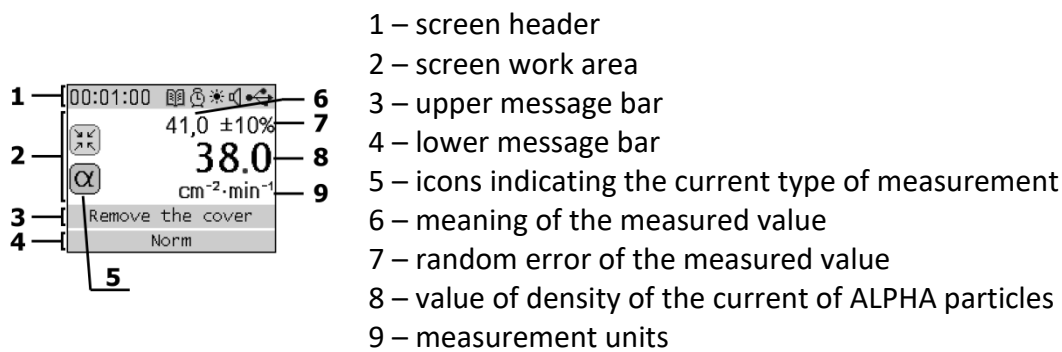 1 – screen header
2 – screen work area
3 – upper message bar
4 – lower message bar
5 – icons indicating the current type of measurement
6 – meaning of the measured value
7 – random error of the measured value
8 – value of density of the current of ALPHA particles
9 – measurement units
1
00:01:00
6
41,0 ±10%
7
2
38.0
8
α
cm⁻²·min⁻¹
9
3
Remove the cover
4
Norm
5